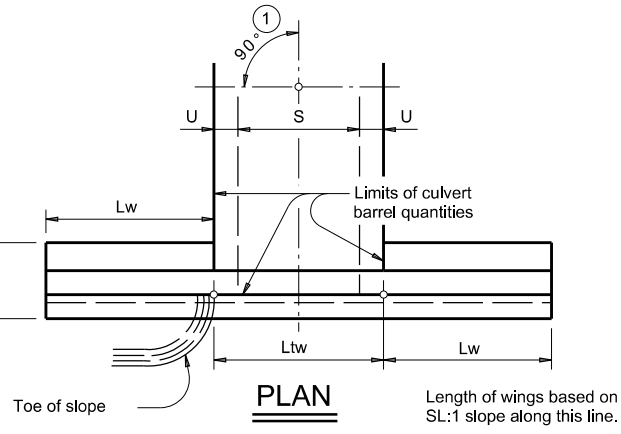 1
90°
U
S
U
Lw
Limits of culvert
barrel quantities
Ltw
Lw
Toe of slope
PLAN
Length of wings based on
SL:1 slope along this line.